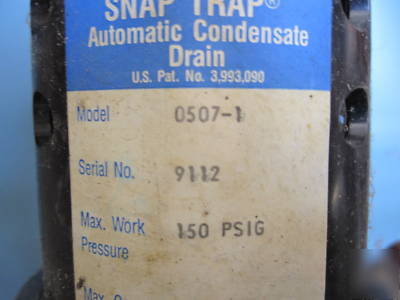 SNAP TRAP®
Automatic Condensate
Drain
U.S. Pat. No. 3,993,090
Model 0507-1
Serial No. 9112
Max. Work 150 PSIG
Pressure
Max.